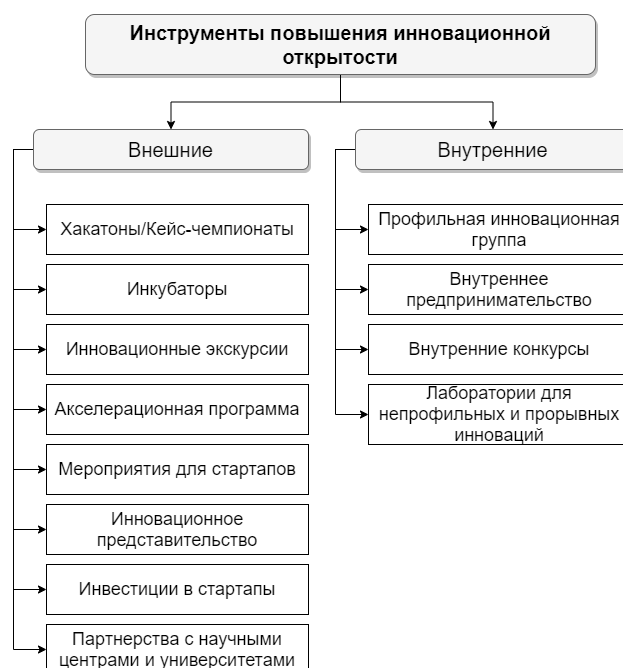 Инструменты повышения инновационной
открытости
Внешние
Хакатоны/Кейс-чемпионаты
Инкубаторы
Инновационные экскурсии
Акселерационная программа
Мероприятия для стартапов
Инновационное
представительство
Инвестиции в стартапы
Партнерства с научными
центрами и университетами
Внутренние
Профильная инновационная
группа
Внутреннее
предпринимательство
Внутренние конкурсы
Лаборатории для
непрофильных и прорывных
инноваций